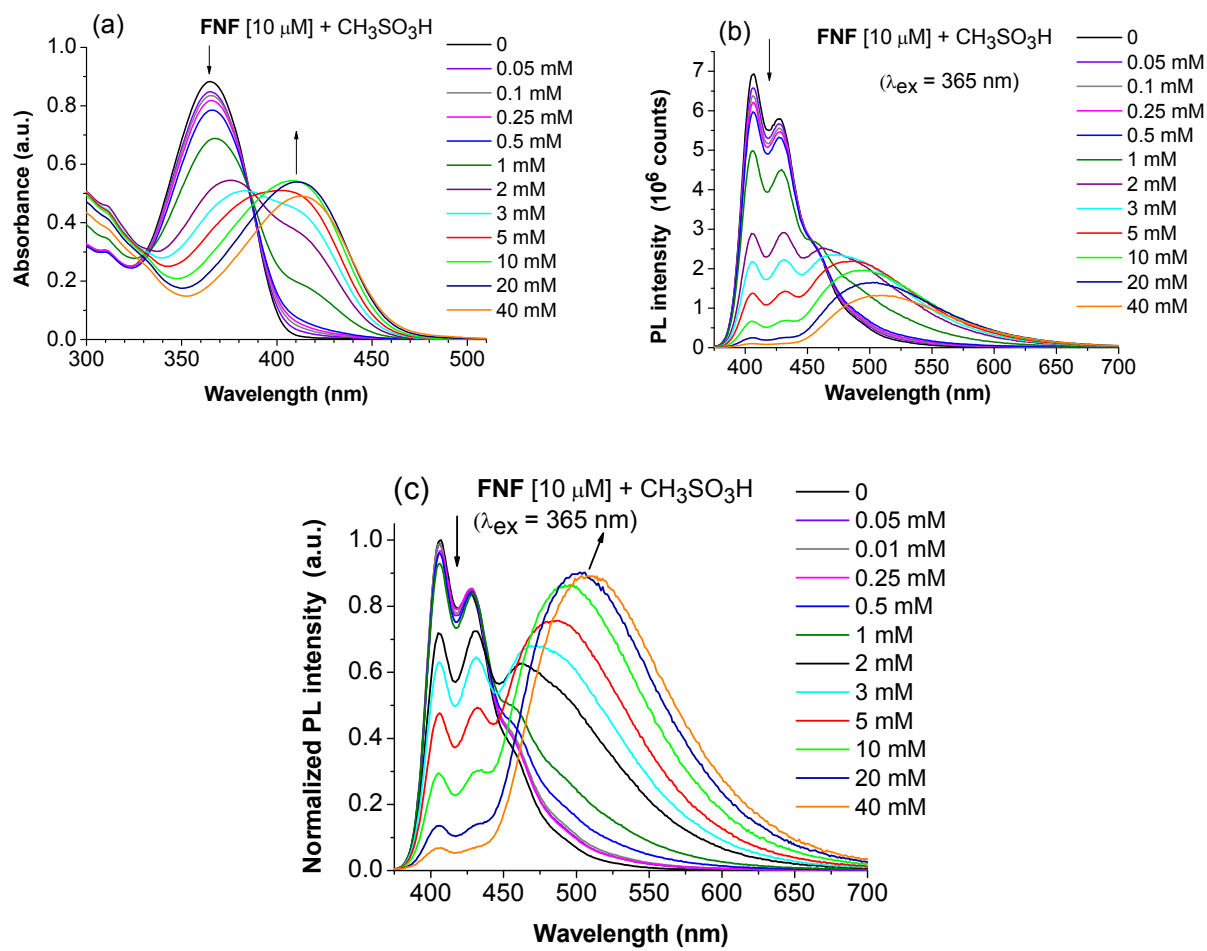 (a)
FNF [10 μM] + CH₃SO₃H
1.0
0.8
0.6
0.4
0.2
0.0
300
350
400
450
500
Absorbance (a.u.)
Wavelength (nm)
0
0.05 mM
0.1 mM
0.25 mM
0.5 mM
1 mM
2 mM
3 mM
5 mM
10 mM
20 mM
40 mM
(b)
FNF [10 μM] + CH₃SO₃H
(λex = 365 nm)
7
6
5
4
3
2
1
0
400
450
500
550
600
650
700
PL intensity (10⁶ counts)
Wavelength (nm)
0
0.05 mM
0.1 mM
0.25 mM
0.5 mM
1 mM
2 mM
3 mM
5 mM
10 mM
20 mM
40 mM
(c)
FNF [10 μM] + CH₃SO₃H
(λex = 365 nm)
1.0
0.8
0.6
0.4
0.2
0.0
400
450
500
550
600
650
700
Normalized PL intensity (a.u.)
Wavelength (nm)
0
0.05 mM
0.01 mM
0.25 mM
0.5 mM
1 mM
2 mM
3 mM
5 mM
10 mM
20 mM
40 mM